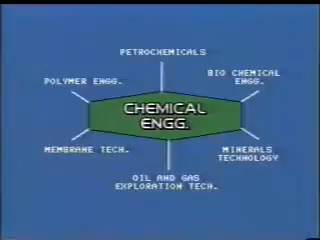 PETROCHEMICALS
POLYMER ENGG.
BIO CHEMICAL
ENGG.
CHEMICAL
ENGG.
MEMBRANE TECH.
MINERALS
TECHNOLOGY
OIL AND GAS
EXPLORATION TECH.